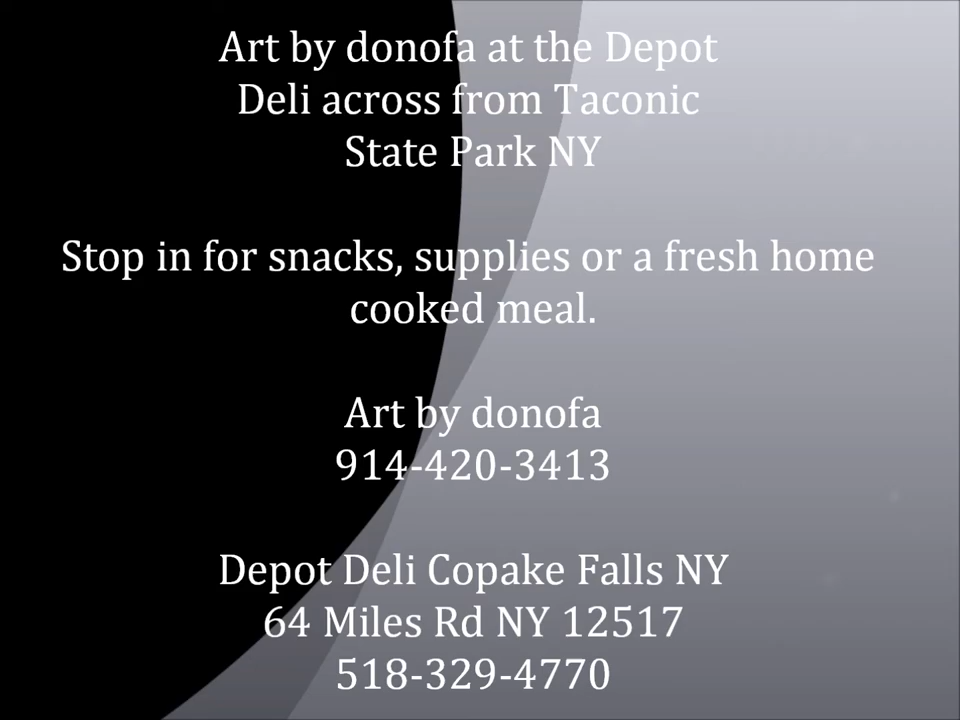 Art by donofa at the Depot
Deli across from Taconic
State Park NY
Stop in for snacks, supplies or a fresh home
cooked meal.
Art by donofa
914-420-3413
Depot Deli Copake Falls NY
64 Miles Rd NY 12517
518-329-4770